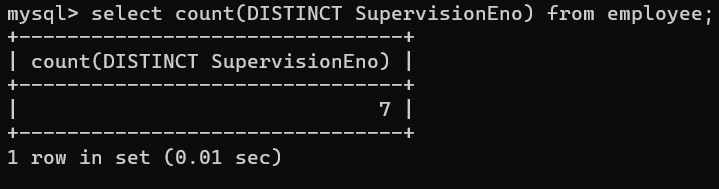 mysql> select count(DISTINCT SupervisionEno) from employee;
+--------------------------------+
| count(DISTINCT SupervisionEno) |
+--------------------------------+
|                              7 |
+--------------------------------+
1 row in set (0.01 sec)